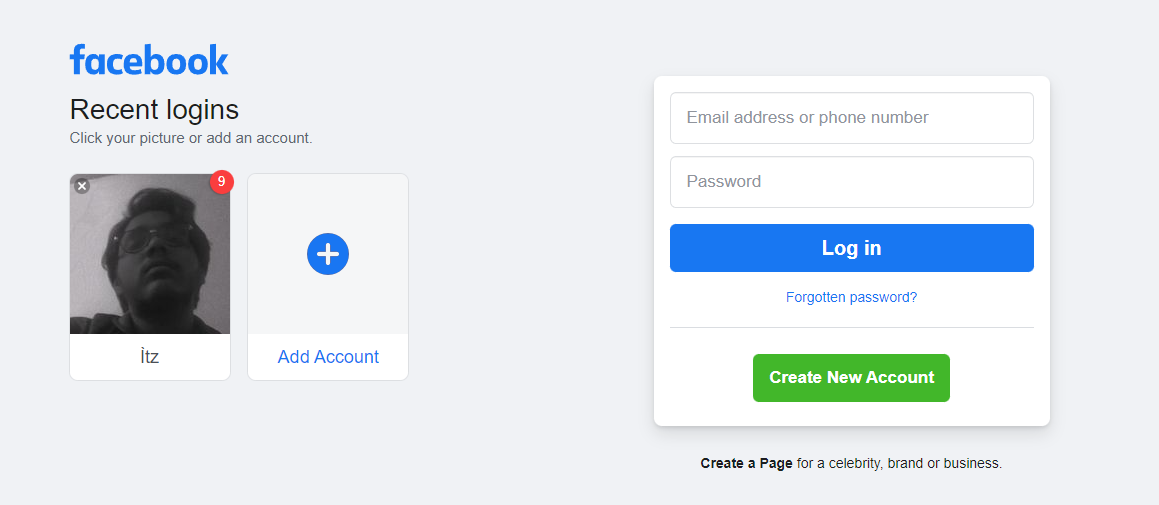 facebook
Recent logins
Click your picture or add an account.
9
Ìtz
Add Account
Email address or phone number
Password
Log in
Forgotten password?
Create New Account
Create a Page for a celebrity, brand or business.